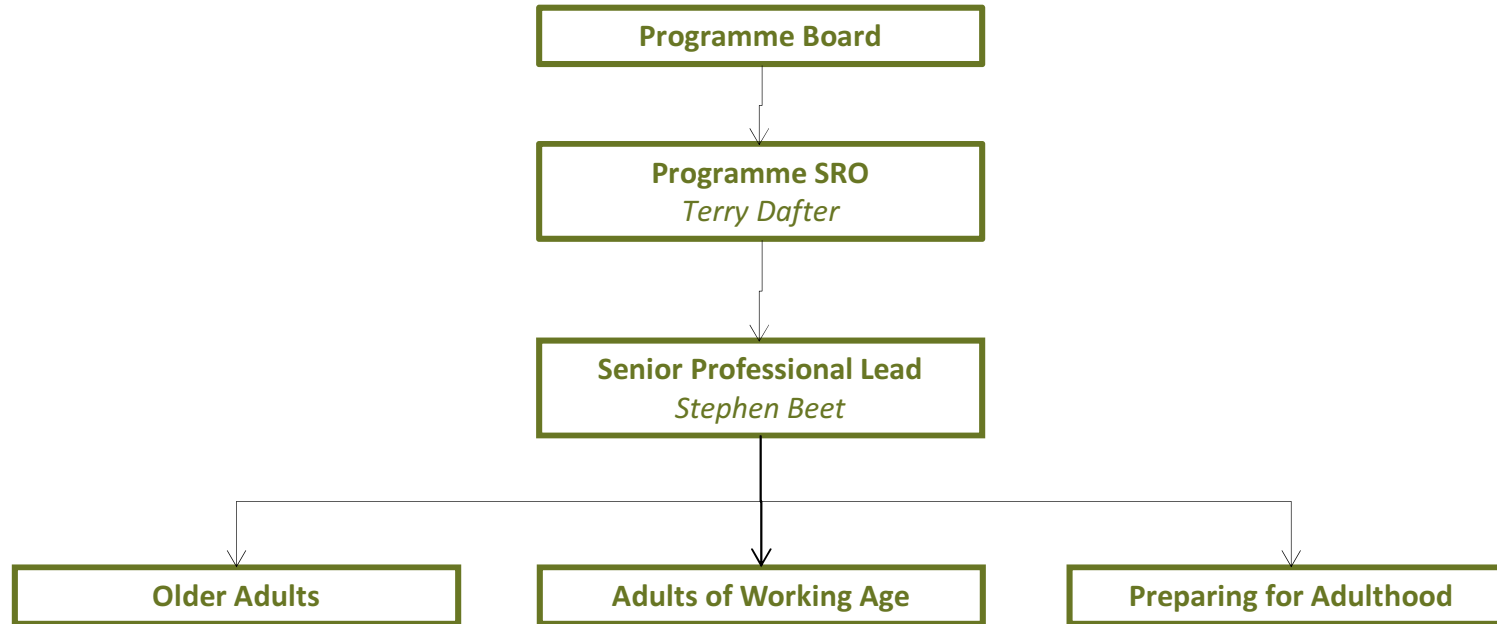 Programme Board
Programme SRO
Terry Dafter
Senior Professional Lead
Stephen Beet
Older Adults
Adults of Working Age
Preparing for Adulthood